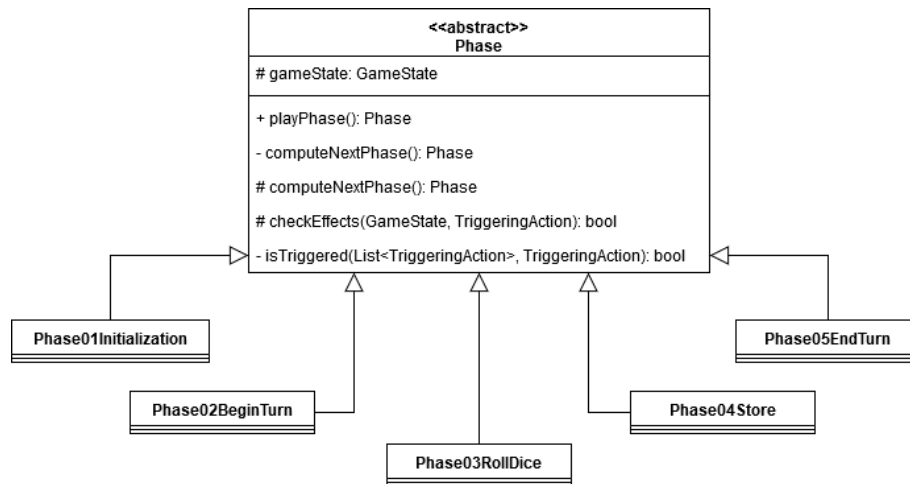 <<abstract>>
Phase
# gameState: GameState
+ playPhase(): Phase
- computeNextPhase(): Phase
# computeNextPhase(): Phase
# checkEffects(GameState, TriggeringAction): bool
- isTriggered(List<TriggeringAction>, TriggeringAction): bool
Phase01Initialization
Phase05EndTurn
Phase02BeginTurn
Phase04Store
Phase03RollDice